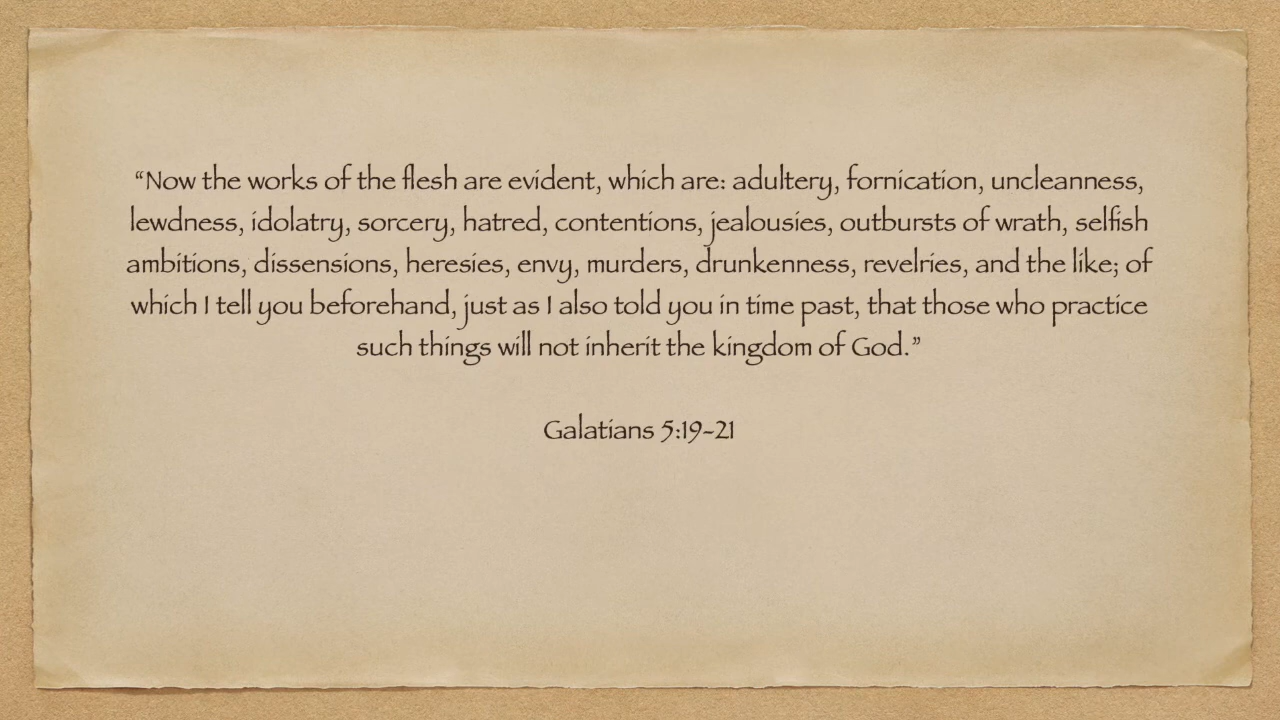 “Now the works of the flesh are evident, which are: adultery, fornication, uncleanness,
lewdness, idolatry, sorcery, hatred, contentions, jealousies, outbursts of wrath, selfish
ambitions, dissensions, heresies, envy, murders, drunkenness, revelries, and the like; of
which I tell you beforehand, just as I also told you in time past, that those who practice
such things will not inherit the kingdom of God.”
Galatians 5:19-21